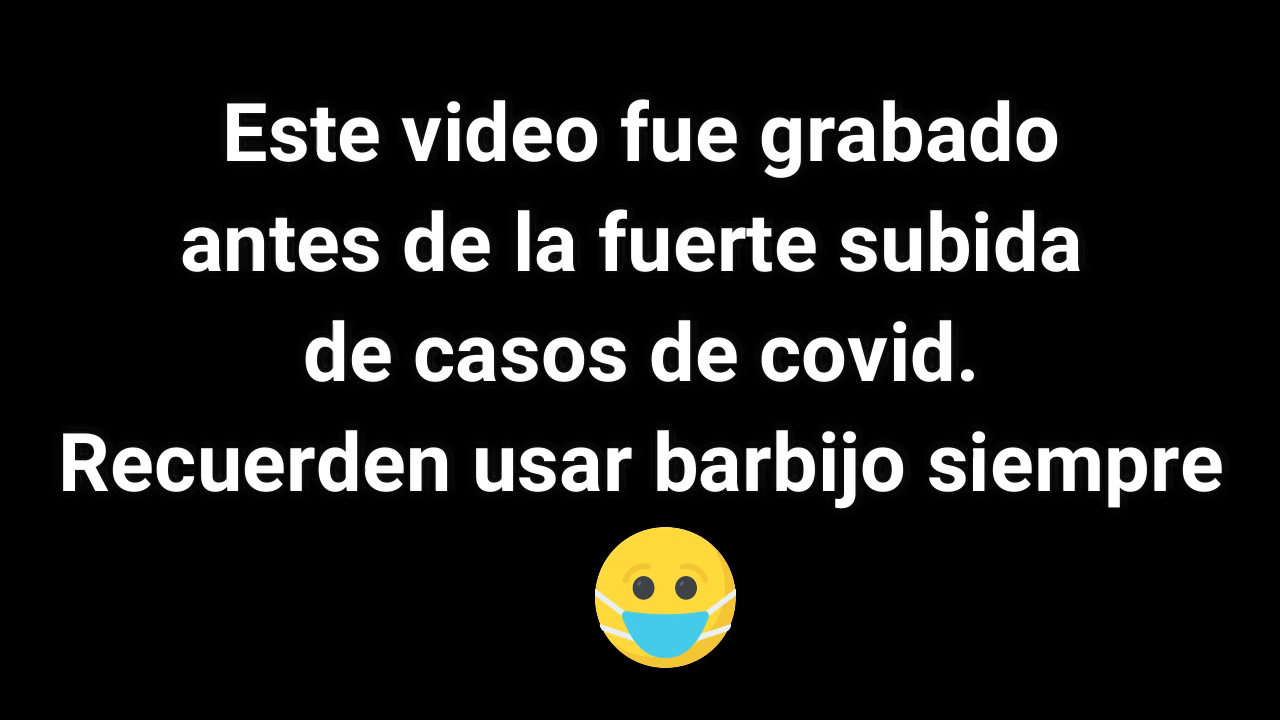 Este video fue grabado
antes de la fuerte subida
de casos de covid.
Recuerden usar barbijo siempre